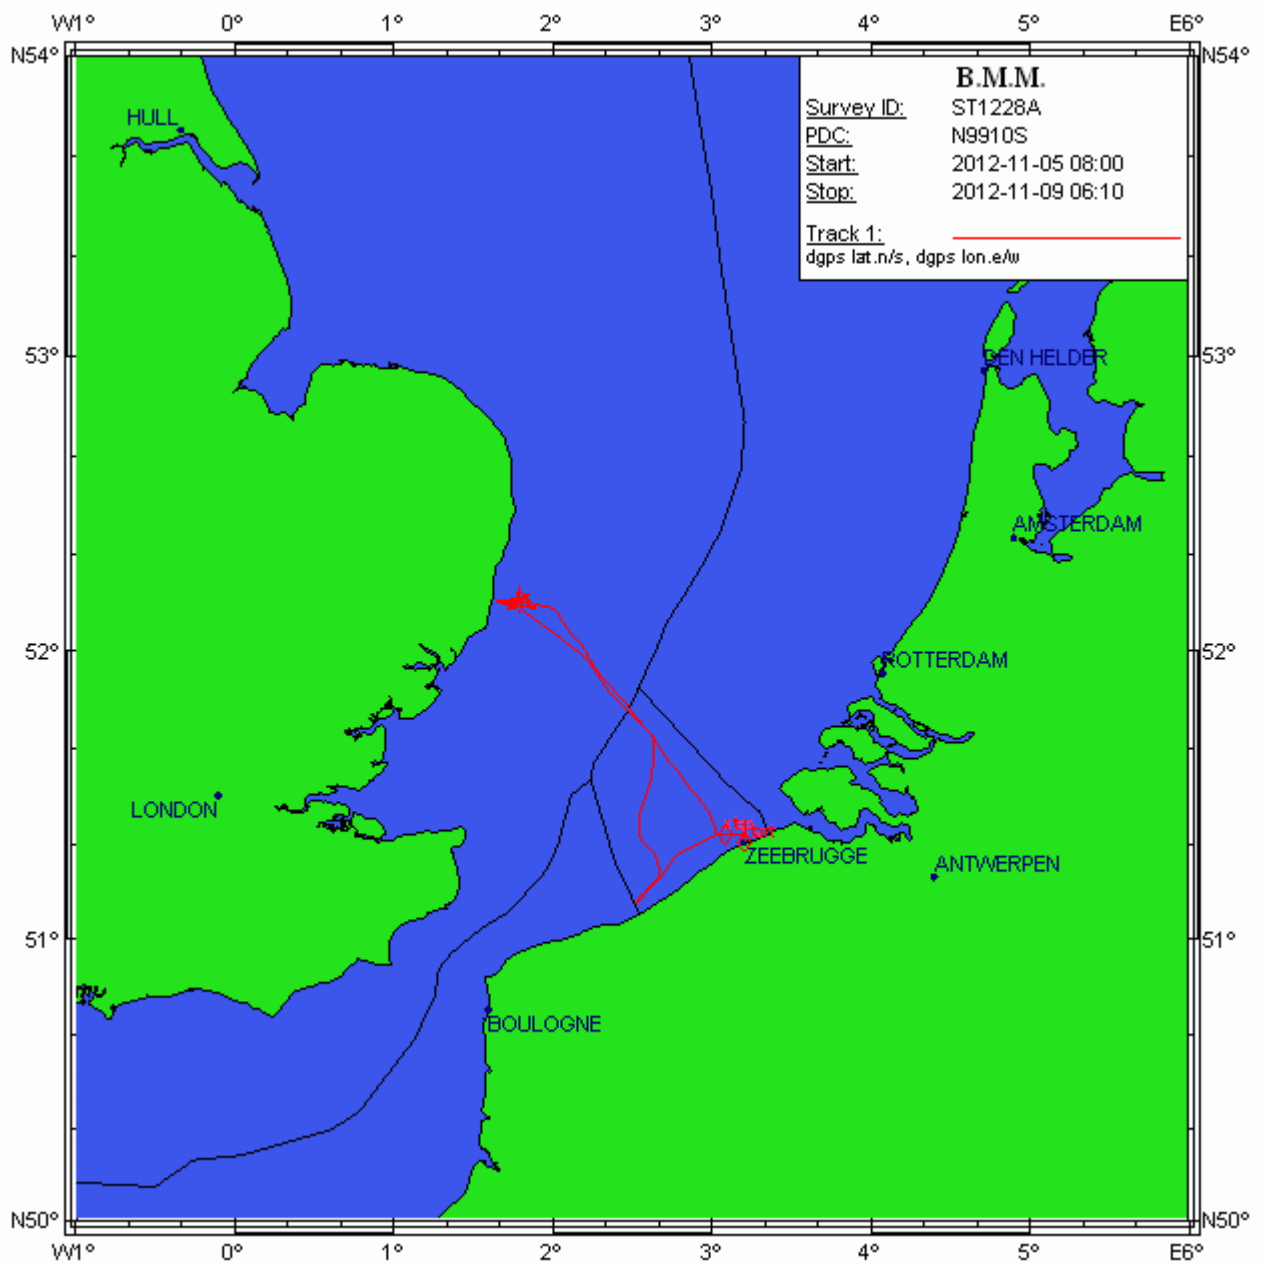 W1° 0° 1° 2° 3° 4° 5° E6°
N54° N54°
B.M.M.
Survey ID: ST1228A
PDC: N9910S
Start: 2012-11-05 08:00
Stop: 2012-11-09 06:10
Track 1:
dgps lat.n/s, dgps lon.e/w
HULL
53° 53°
DEN HELDER
AMSTERDAM
52° 52°
ROTTERDAM
LONDON
ZEEBRUGGE
ANTWERPEN
51° 51°
BOULOGNE
N50° N50°
W1° 0° 1° 2° 3° 4° 5° E6°